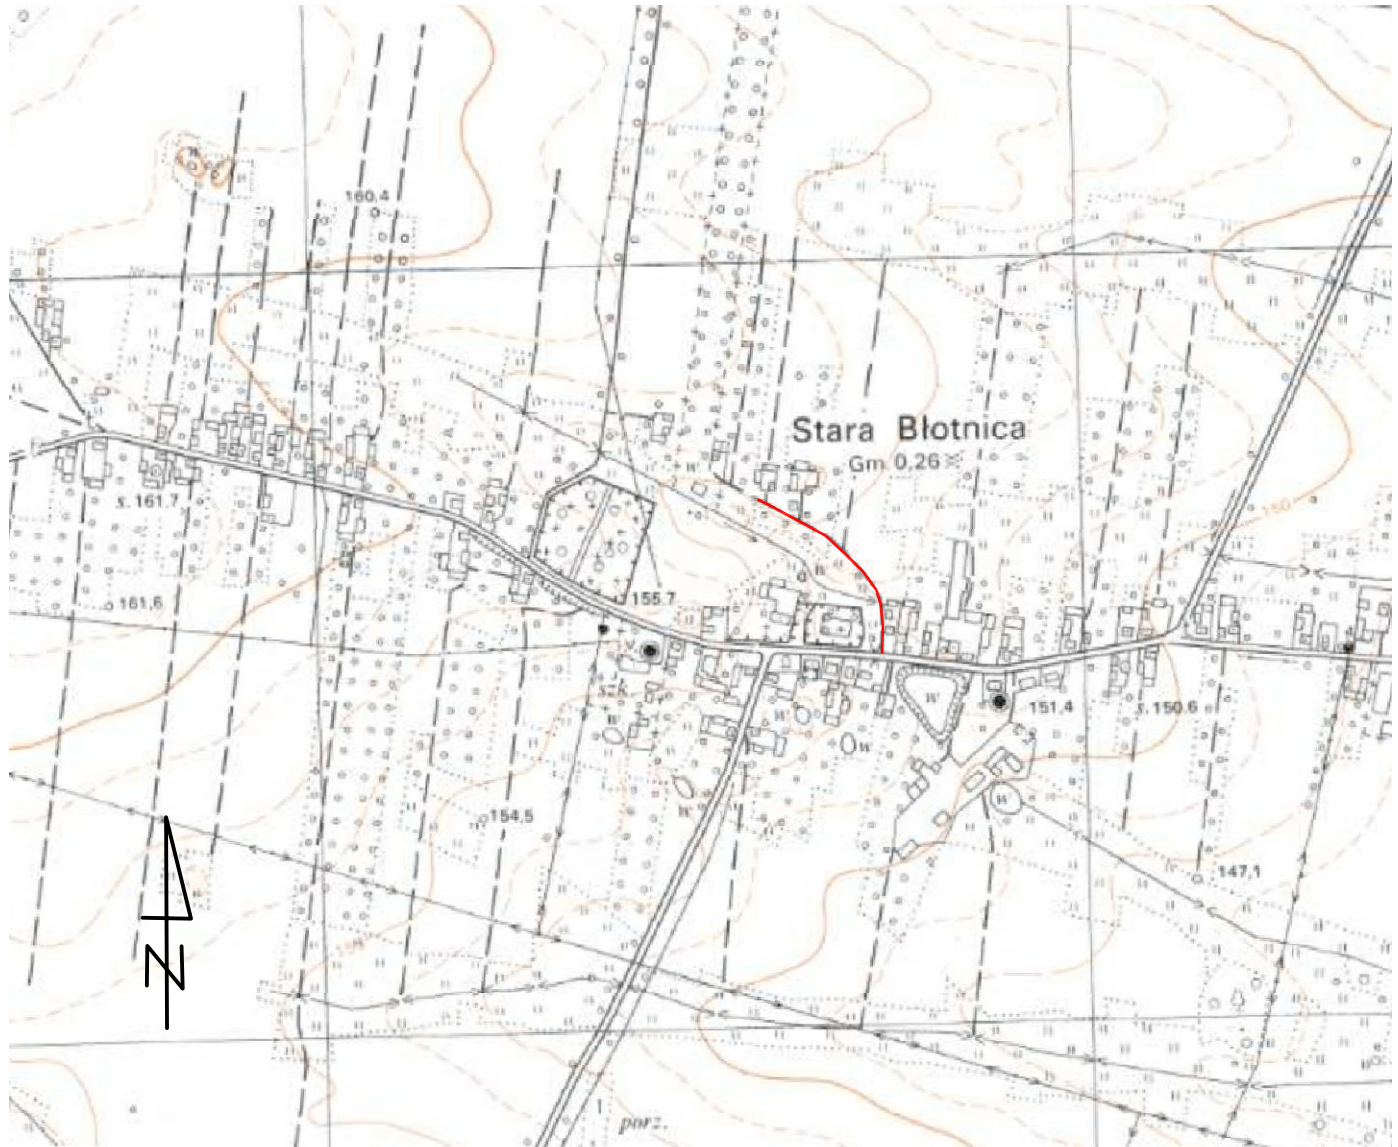 160,4
Stara Błotnica
Gm 0.26
s. 161.7
150
161,6
155.7
szk.
W
W
151,4
s. 150.6
W
W
W
154,5
W
147,1
N
porz.